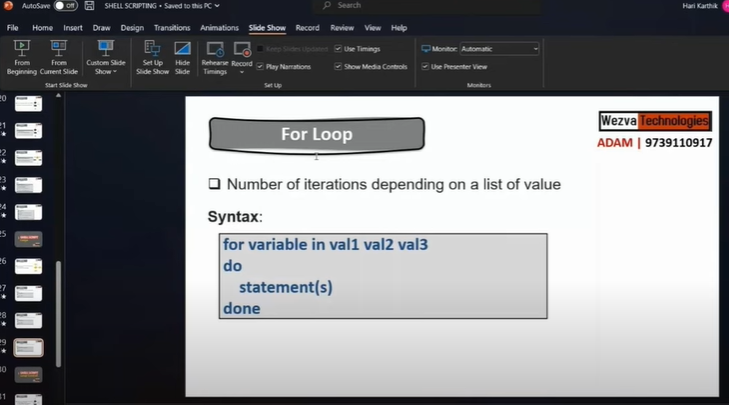 AutoSave Off SHELL SCRIPTING • Saved to this PC Search Hari Karthik
File Home Insert Draw Design Transitions Animations Slide Show Record Review View Help
From Beginning
From Current Slide
Custom Slide Show
Set Up Slide Show
Hide Slide
Rehearse Timings
Record
Keep Slides Updated
Play Narrations
Use Timings
Show Media Controls
Monitor: Automatic
Use Presenter View
Start Slide Show Set Up Monitors
20
21
22
23
24
25
26
27
28
29
30
31
For Loop
Wezva Technologies
ADAM | 9739110917
Number of iterations depending on a list of value
Syntax:
for variable in val1 val2 val3
do
statement(s)
done